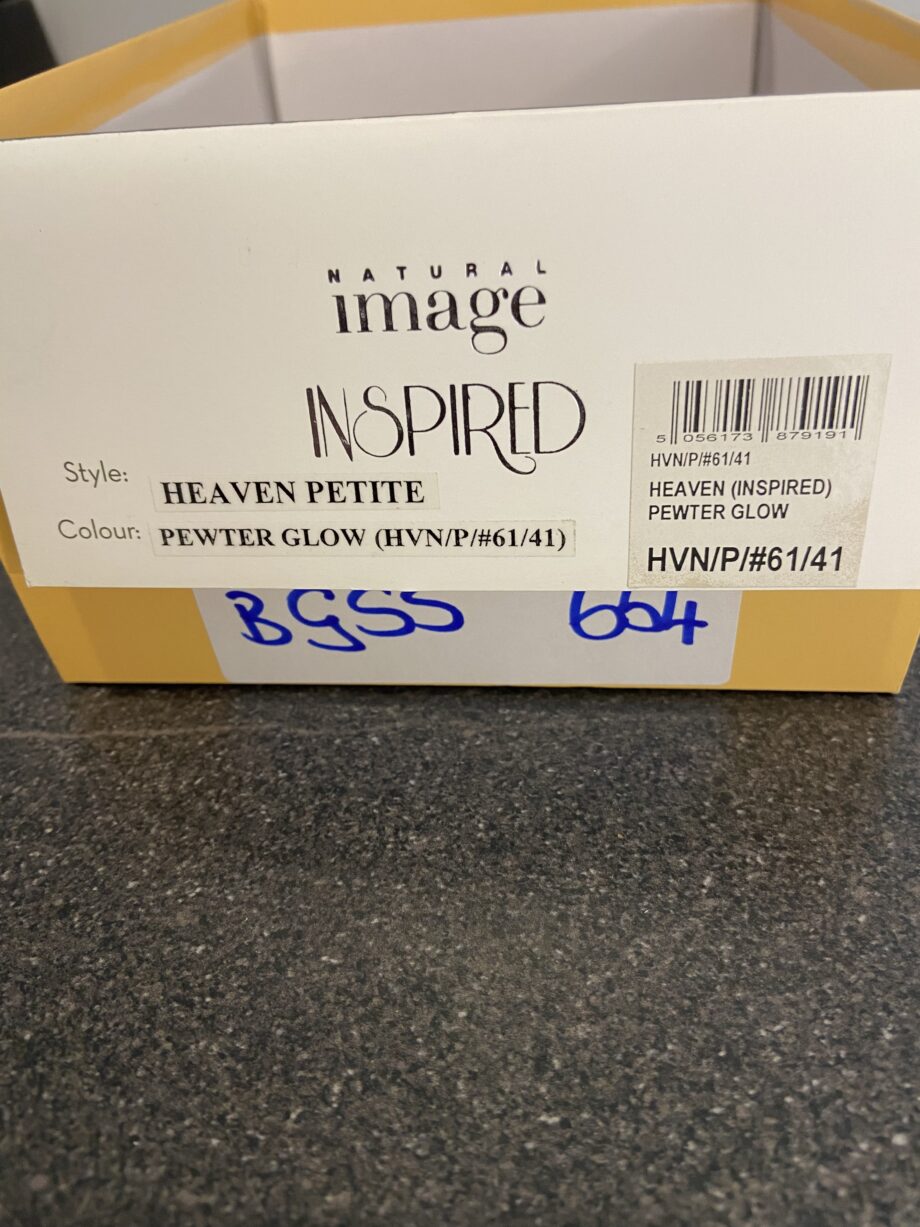 NATURAL
image
INSPIRED
Style: HEAVEN PETITE
Colour: PEWTER GLOW (HVN/P/#61/41)
5 056173 879191
HVN/P/#61/41
HEAVEN (INSPIRED)
PEWTER GLOW
HVN/P/#61/41
BGSS 664